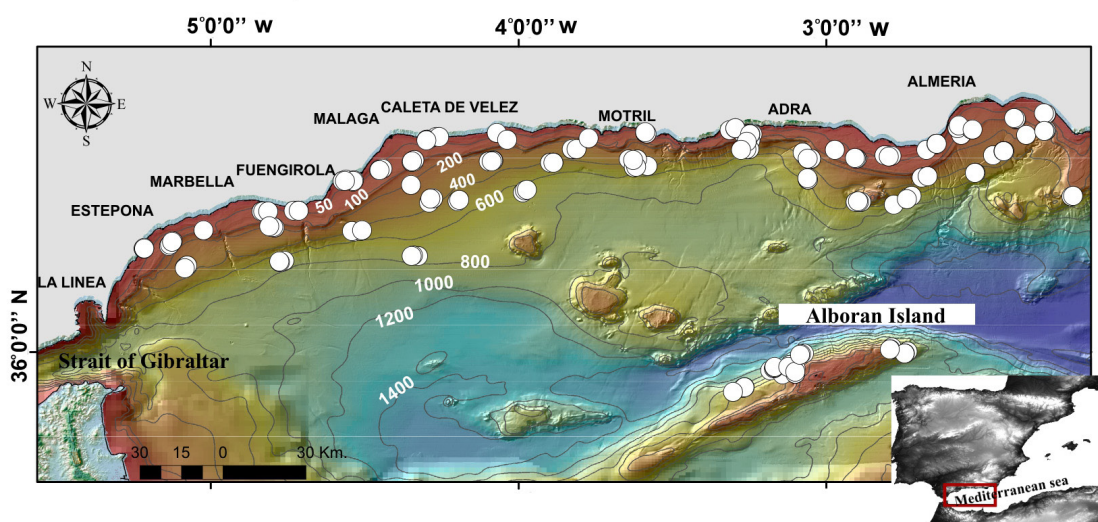 5°0'0'' W
4°0'0'' W
3°0'0'' W
N
W
E
S
ALMERIA
CALETA DE VELEZ
MALAGA
MOTRIL
ADRA
FUENGIROLA
MARBELLA
ESTEPONA
LA LINEA
50
100
200
400
600
800
1000
1200
1400
36°0'0'' N
Strait of Gibraltar
Alboran Island
30 15 0 30 Km.
Mediterranean sea